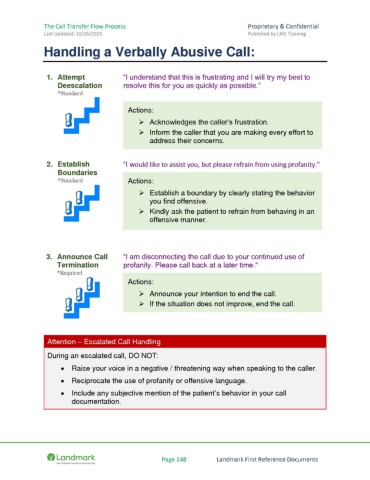 The Call Transfer Flow Process
Proprietary & Confidential
Last Updated: 10/20/2023
Published by LM1 Training
Handling a Verbally Abusive Call:
1. Attempt Deescalation
*Standard
"I understand that this is frustrating and I will try my best to
resolve this for you as quickly as possible."
Actions:
➢ Acknowledges the caller's frustration.
➢ Inform the caller that you are making every effort to
address their concerns.
2. Establish Boundaries
*Standard
"I would like to assist you, but please refrain from using profanity."
Actions:
➢ Establish a boundary by clearly stating the behavior
you find offensive.
➢ Kindly ask the patient to refrain from behaving in an
offensive manner.
3. Announce Call Termination
*Required
"I am disconnecting the call due to your continued use of
profanity. Please call back at a later time."
Actions:
➢ Announce your intention to end the call.
➢ If the situation does not improve, end the call.
Attention – Escalated Call Handling
During an escalated call, DO NOT:
• Raise your voice in a negative / threatening way when speaking to the caller.
• Reciprocate the use of profanity or offensive language.
• Include any subjective mention of the patient's behavior in your call
documentation.
Landmark
Page 148
Landmark First Reference Documents